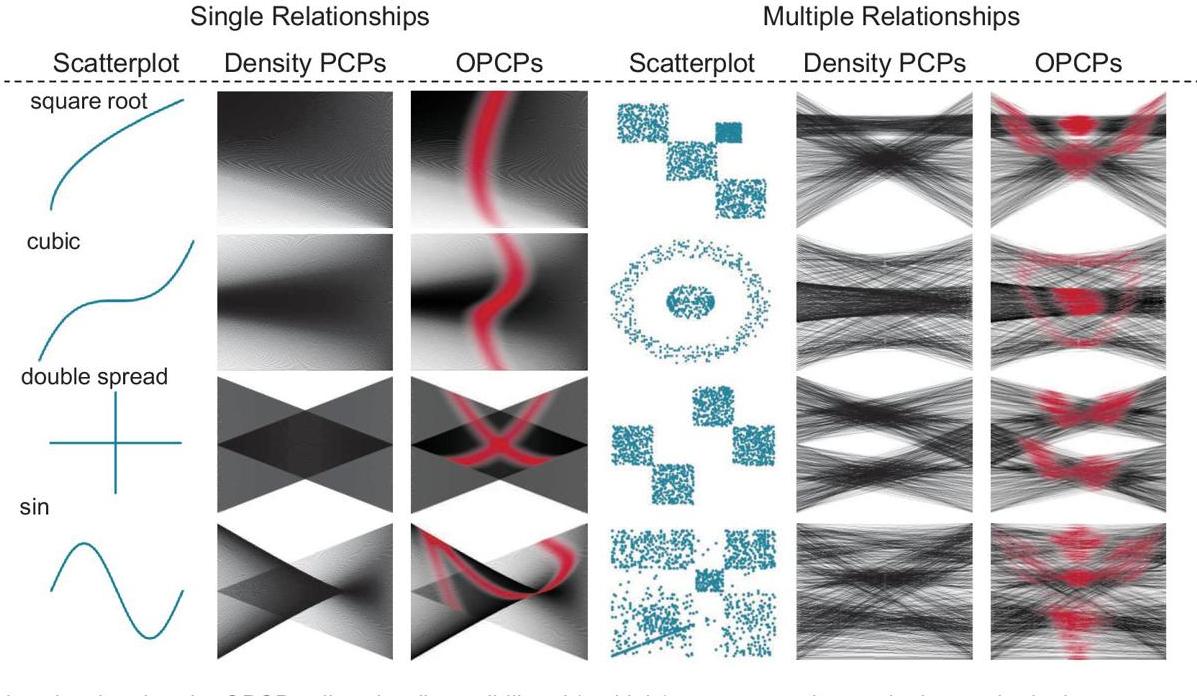 Single Relationships Multiple Relationships
Scatterplot Density PCPs OPCPs Scatterplot Density PCPs OPCPs
square root
cubic
double spread
sin